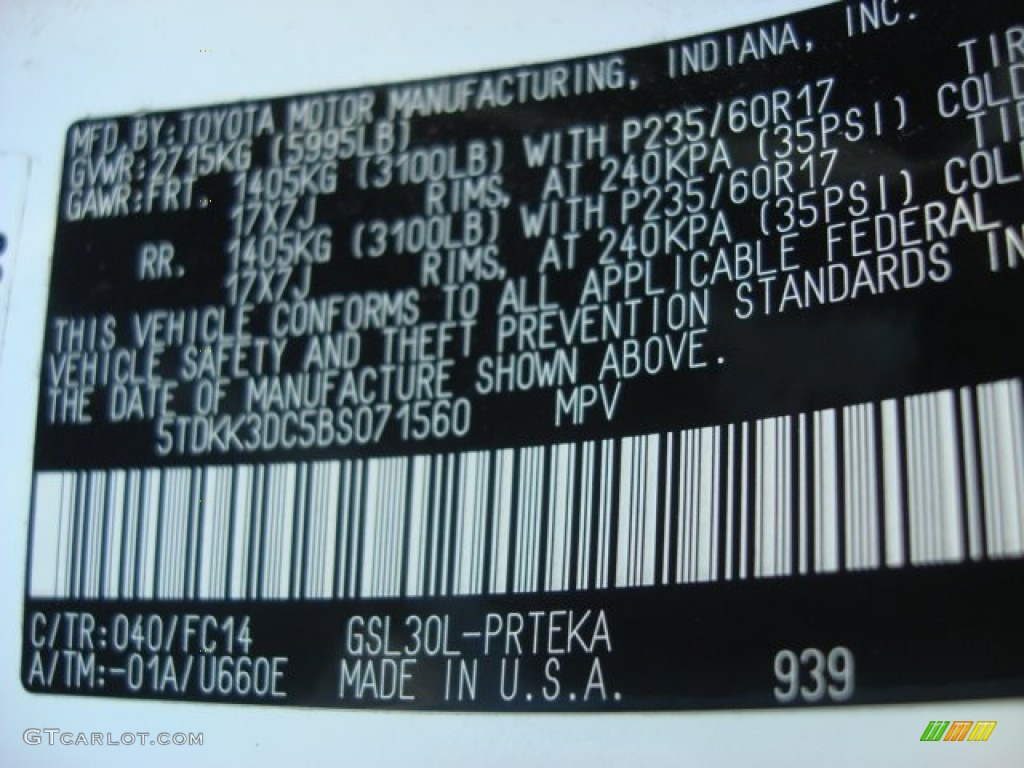 MFD.BY:TOYOTA MOTOR MANUFACTURING, INDIANA, INC.
GVWR:2715KG (5995LB)
GAWR:FRT. 1405KG (3100LB) WITH P235/60R17 TIR
17X7J RIMS, AT 240KPA (35PSI) COLD
RR. 1405KG (3100LB) WITH P235/60R17 TIR
17X7J RIMS, AT 240KPA (35PSI) COLD
THIS VEHICLE CONFORMS TO ALL APPLICABLE FEDERAL
VEHICLE SAFETY AND THEFT PREVENTION STANDARDS IN
THE DATE OF MANUFACTURE SHOWN ABOVE.
5TDKK3DC5BS071560 MPV
C/TR:040/FC14 GSL30L-PRTEKA
A/TM:-01A/U660E MADE IN U.S.A. 939
GTCARLOT.COM